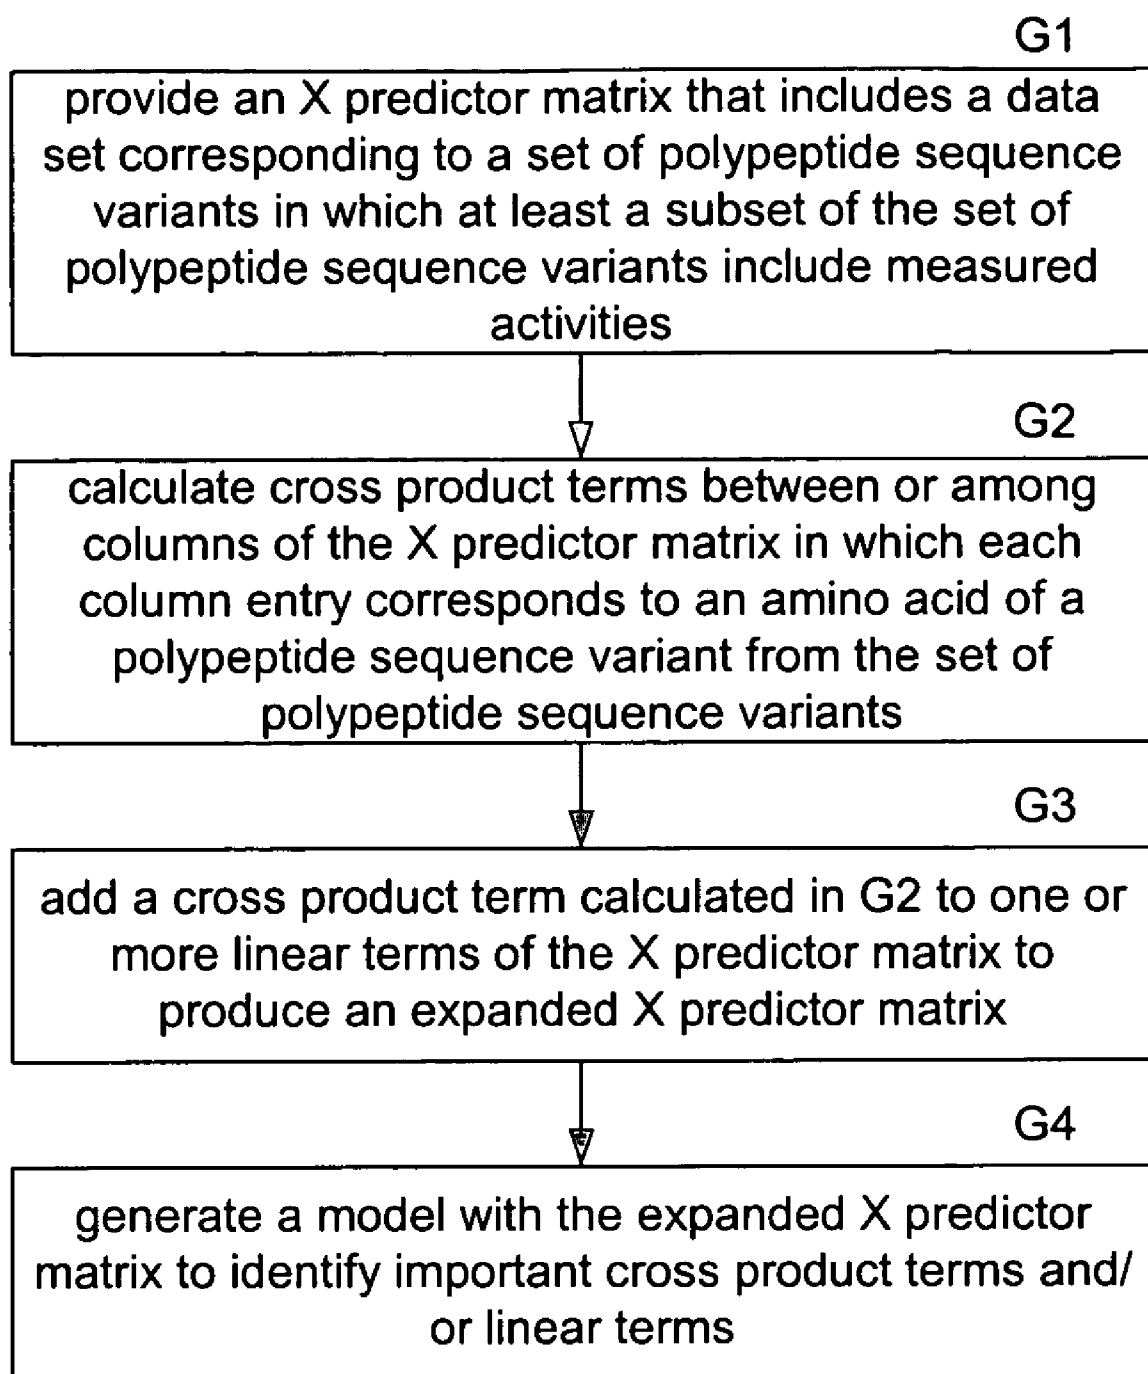 G1
provide an X predictor matrix that includes a data
set corresponding to a set of polypeptide sequence
variants in which at least a subset of the set of
polypeptide sequence variants include measured
activities
G2
calculate cross product terms between or among
columns of the X predictor matrix in which each
column entry corresponds to an amino acid of a
polypeptide sequence variant from the set of
polypeptide sequence variants
G3
add a cross product term calculated in G2 to one or
more linear terms of the X predictor matrix to
produce an expanded X predictor matrix
G4
generate a model with the expanded X predictor
matrix to identify important cross product terms and/
or linear terms